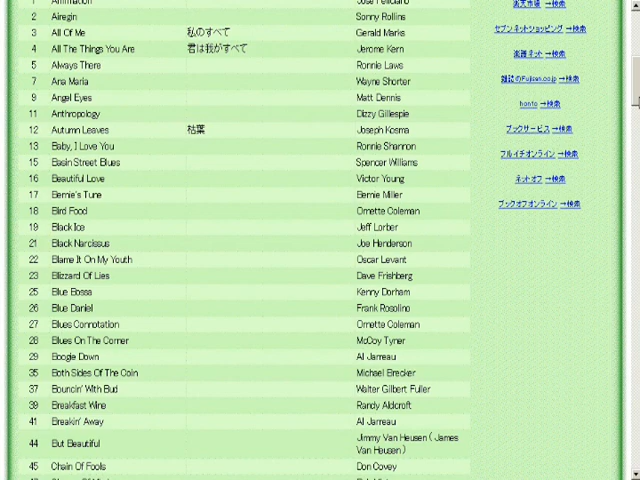 1 Affirmation Jose Feliciano
2 Airegin Sonny Rollins
3 All Of Me 私のすべて Gerald Marks
4 All The Things You Are 君は我がすべて Jerome Kern
5 Always There Ronnie Laws
7 Ana Maria Wayne Shorter
9 Angel Eyes Matt Dennis
11 Anthropology Dizzy Gillespie
12 Autumn Leaves 枯葉 Joseph Kosma
13 Baby, I Love You Ronnie Shannon
15 Basin Street Blues Spencer Williams
16 Beautiful Love Victor Young
17 Bernie's Tune Bernie Miller
18 Bird Food Ornette Coleman
19 Black Ice Jeff Lorber
21 Black Narcissus Joe Henderson
22 Blame It On My Youth Oscar Levant
23 Blizzard Of Lies Dave Frishberg
25 Blue Bossa Kenny Dorham
26 Blue Daniel Frank Rosolino
27 Blues Connotation Ornette Coleman
28 Blues On The Corner McCoy Tyner
29 Boogie Down Al Jarreau
35 Both Sides Of The Coin Michael Brecker
37 Bouncin' With Bud Walter Gilbert Fuller
39 Breakfast Wine Randy Aldcroft
41 Breakin' Away Al Jarreau
44 But Beautiful Jimmy Van Heusen ( James
Van Heusen )
45 Chain Of Fools Don Covey
楽天市場 →検索
セブンネットショッピング →検索
楽譜ネット →検索
雑誌のFujisan.co.jp →検索
honto →検索
ブックサービス →検索
フルイチオンライン →検索
ネットオフ →検索
ブックオフオンライン →検索